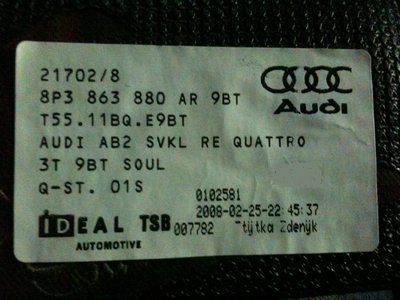 21702/8
8P3 863 880 AR 9BT
Audi
T55.11BQ.E9BT
AUDI AB2 SVKL RE QUATTRO
3T 9BT SOUL
Q-ST. 01S
0102581
2008-02-25-22:45:37
IDEAL TSB
007782 Zdenýk
AUTOMOTIVE